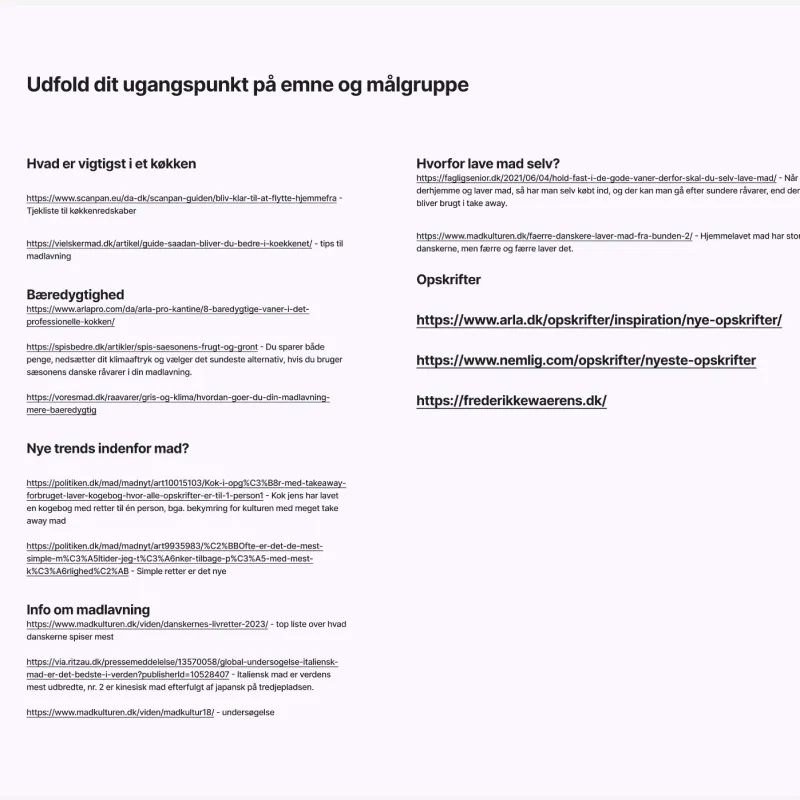 Udfold dit ugangspunkt på emne og målgruppe
Hvad er vigtigst i et køkken
https://www.scanpan.eu/da-dk/scanpan-guiden/bliv-klar-til-at-flytte-hjemmefra -
Tjekliste til køkkenredskaber
https://vielskermad.dk/artikel/guide-saadan-bliver-du-bedre-i-koekkenet/ - tips til
madlavning
Bæredygtighed
https://www.arlapro.com/da/arla-pro-kantine/8-baredygtige-vaner-i-det-
professionelle-kokken/
https://spisbedre.dk/artikler/spis-saesonens-frugt-og-gront - Du sparer både
penge, nedsætter dit klimaaftryk og vælger det sundeste alternativ, hvis du bruger
sæsonens danske råvarer i din madlavning.
https://voresmad.dk/raavarer/gris-og-klima/hvordan-goer-du-din-madlavning-
mere-baeredygtig
Nye trends indenfor mad?
https://politiken.dk/mad/madnyt/art10015103/Kok-i-opg%C3%B8r-med-takeaway-
forbruget-laver-kogebog-hvor-alle-opskrifter-er-til-1-person1 - Kok jens har lavet
en kogebog med retter til én person, bga. bekymring for kulturen med meget take
away mad
https://politiken.dk/mad/madnyt/art9935983/%C2%BBOfte-er-det-de-mest-
simple-m%C3%A5ltider-jeg-t%C3%A6nker-tilbage-p%C3%A5-med-mest-
k%C3%A6rlighed%C2%AB - Simple retter er det nye
Info om madlavning
https://www.madkulturen.dk/viden/danskernes-livretter-2023/ - top liste over hvad
danskerne spiser mest
https://via.ritzau.dk/pressemeddelelse/13570058/global-undersogelse-italiensk-
mad-er-det-bedste-i-verden?publisherId=10528407 - Italiensk mad er verdens
mest udbredte, nr. 2 er kinesisk mad efterfulgt af japansk på tredjepladsen.
https://www.madkulturen.dk/viden/madkultur18/ - undersøgelse
Hvorfor lave mad selv?
https://fagligsenior.dk/2021/06/04/hold-fast-i-de-gode-vaner-derfor-skal-du-selv-lave-mad/ - Når
derhjemme og laver mad, så har man selv købt ind, og der kan man gå efter sundere råvarer, end der
bliver brugt i take away.
https://www.madkulturen.dk/faerre-danskere-laver-mad-fra-bunden-2/ - Hjemmelavet mad har stor
danskerne, men færre og færre laver det.
Opskrifter
https://www.arla.dk/opskrifter/inspiration/nye-opskrifter/
https://www.nemlig.com/opskrifter/nyeste-opskrifter
https://frederikkewaerens.dk/